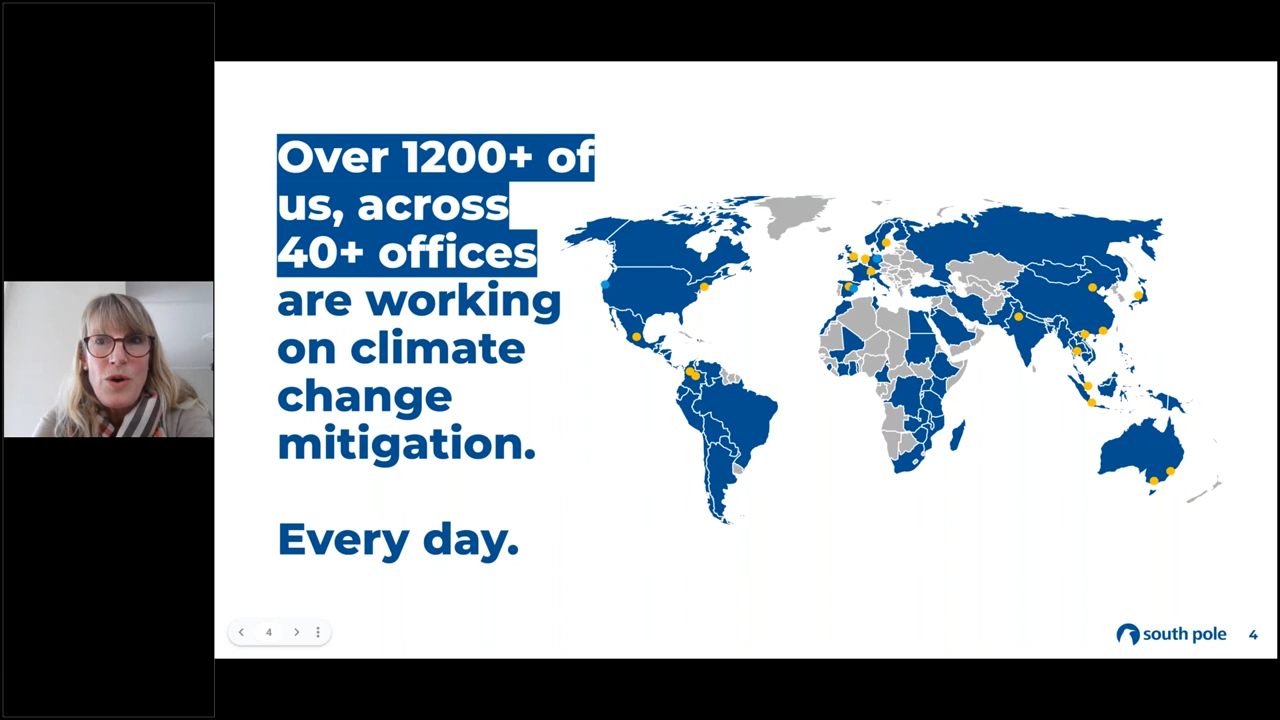 Over 1200+ of
us, across
40+ offices
are working
on climate
change
mitigation.
Every day.
4
south pole
4